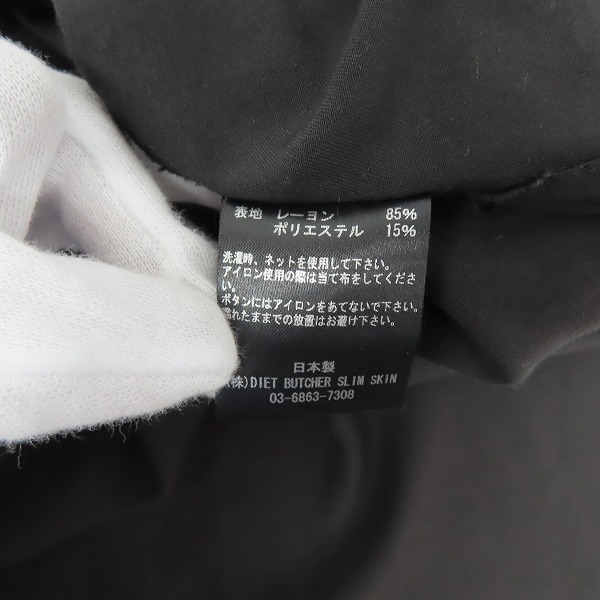 表地 レーヨン 85%
ポリエステル 15%
洗濯時、ネットを使用して下さい。
アイロン使用の際は当て布をしてくださ
い。
ボタンにはアイロンをあてないで下さい。
濡れたままでの放置はお避け下さい。
日本製
(株)DIET BUTCHER SLIM SKIN
03-6863-7308